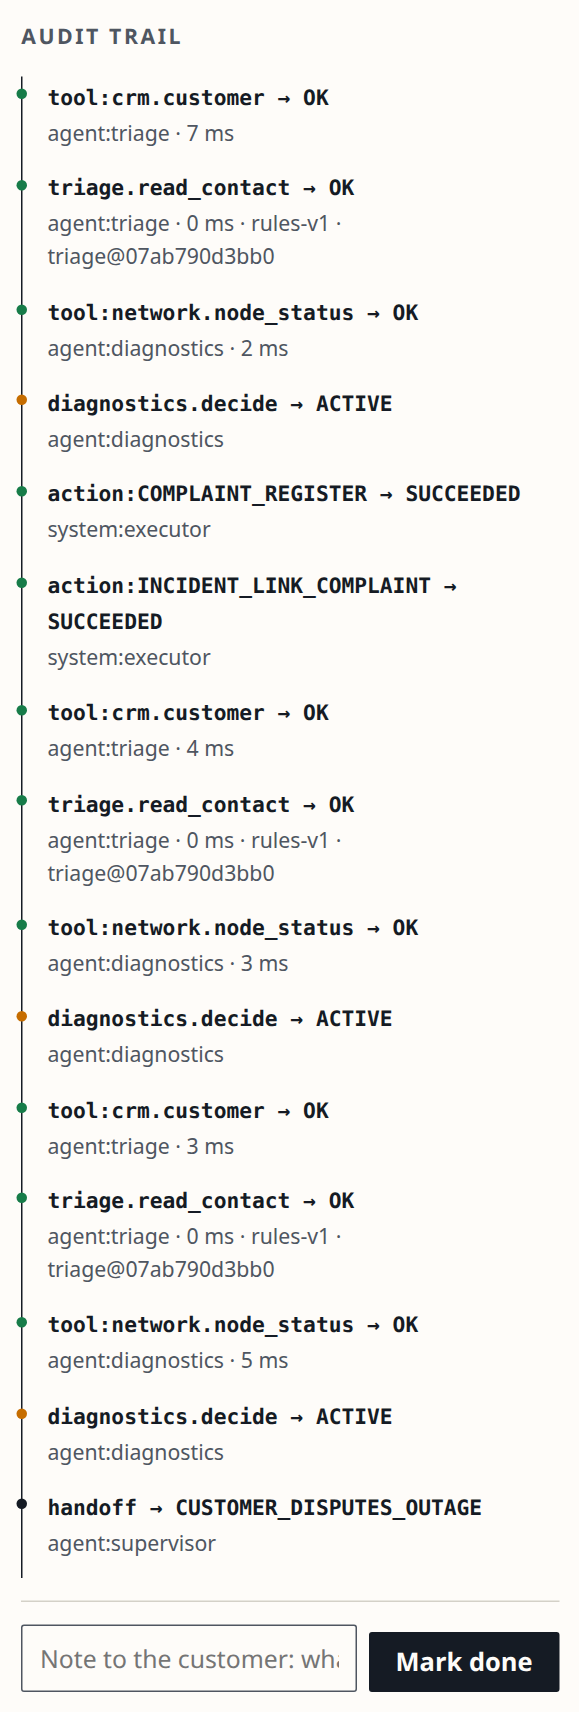 AUDIT TRAIL
tool:crm.customer → OK
agent:triage · 7 ms
triage.read_contact → OK
agent:triage · 0 ms · rules-v1 ·
triage@07ab790d3bb0
tool:network.node_status → OK
agent:diagnostics · 2 ms
diagnostics.decide → ACTIVE
agent:diagnostics
action:COMPLAINT_REGISTER → SUCCEEDED
system:executor
action:INCIDENT_LINK_COMPLAINT →
SUCCEEDED
system:executor
tool:crm.customer → OK
agent:triage · 4 ms
triage.read_contact → OK
agent:triage · 0 ms · rules-v1 ·
triage@07ab790d3bb0
tool:network.node_status → OK
agent:diagnostics · 3 ms
diagnostics.decide → ACTIVE
agent:diagnostics
tool:crm.customer → OK
agent:triage · 3 ms
triage.read_contact → OK
agent:triage · 0 ms · rules-v1 ·
triage@07ab790d3bb0
tool:network.node_status → OK
agent:diagnostics · 5 ms
diagnostics.decide → ACTIVE
agent:diagnostics
handoff → CUSTOMER_DISPUTES_OUTAGE
agent:supervisor
Note to the customer:
Mark done